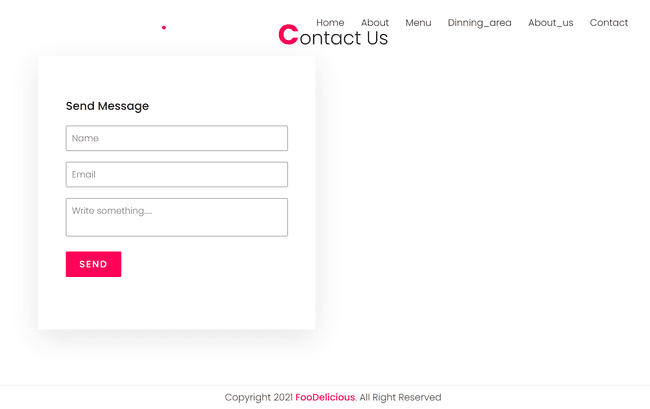 Home About Menu Dinning_area About_us Contact
Contact Us
Send Message
Name
Email
Write something.....
SEND
Copyright 2021 FooDelicious. All Right Reserved